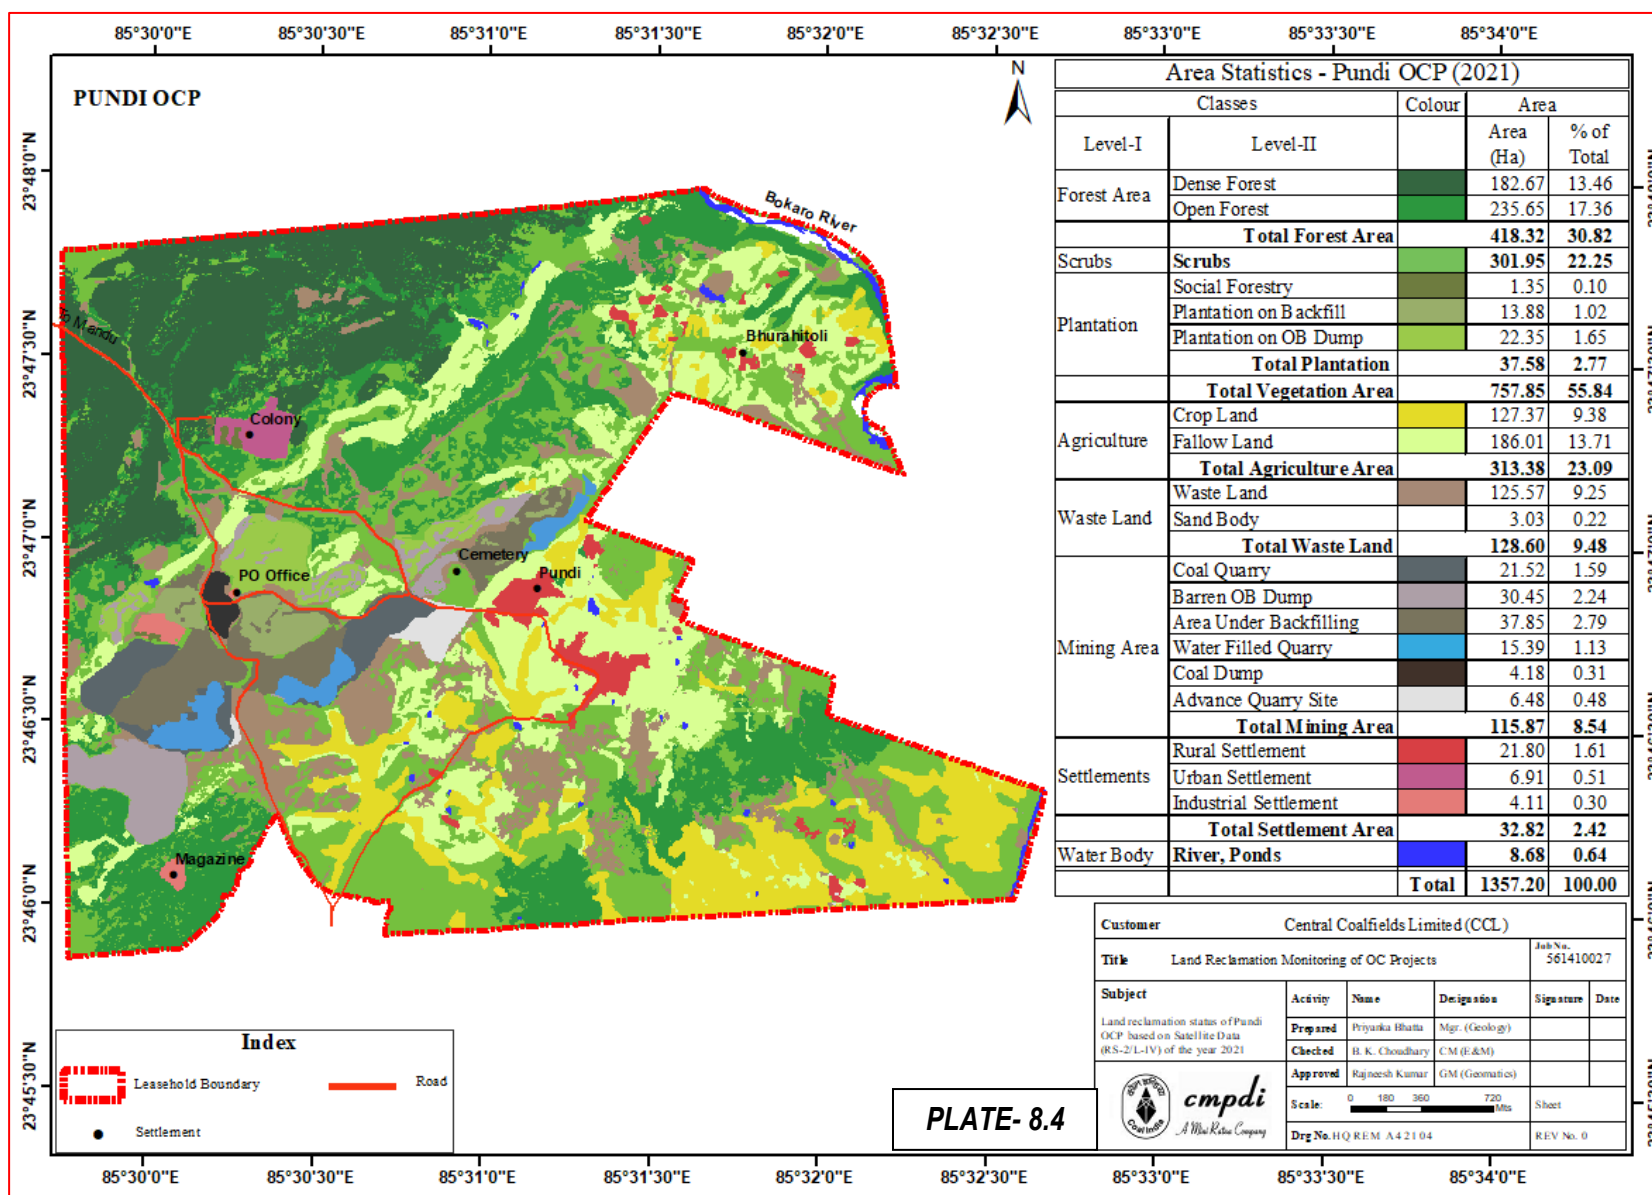 85°30'0"E 85°30'30"E 85°31'0"E 85°31'30"E 85°32'0"E 85°32'30"E 85°33'0"E 85°33'30"E 85°34'0"E
PUNDI OCP
N
23°48'0"N
23°47'30"N
23°47'0"N
23°46'30"N
23°46'0"N
23°45'30"N
Bokaro River
To Mandu
Bhurahitoli
Colony
Cemetery
PO Office
Pundi
Magazine
Area Statistics - Pundi OCP (2021)
Classes Colour Area
Level-I Level-II Area (Ha) % of Total
Forest Area Dense Forest 182.67 13.46
Open Forest 235.65 17.36
Total Forest Area 418.32 30.82
Scrubs Scrubs 301.95 22.25
Plantation Social Forestry 1.35 0.10
Plantation on Backfill 13.88 1.02
Plantation on OB Dump 22.35 1.65
Total Plantation 37.58 2.77
Total Vegetation Area 757.85 55.84
Agriculture Crop Land 127.37 9.38
Fallow Land 186.01 13.71
Total Agriculture Area 313.38 23.09
Waste Land Waste Land 125.57 9.25
Sand Body 3.03 0.22
Total Waste Land 128.60 9.48
Mining Area Coal Quarry 21.52 1.59
Barren OB Dump 30.45 2.24
Area Under Backfilling 37.85 2.79
Water Filled Quarry 15.39 1.13
Coal Dump 4.18 0.31
Advance Quarry Site 6.48 0.48
Total Mining Area 115.87 8.54
Settlements Rural Settlement 21.80 1.61
Urban Settlement 6.91 0.51
Industrial Settlement 4.11 0.30
Total Settlement Area 32.82 2.42
Water Body River, Ponds 8.68 0.64
Total 1357.20 100.00
Customer Central Coalfields Limited (CCL)
Title Land Reclamation Monitoring of OC Projects Job No. 561410027
Subject
Land reclamation status of Pundi
OCP based on Satellite Data
(RS-2/L-IV) of the year 2021
Activity Name Designation Signature Date
Prepared Priyanka Bhatta Mgr. (Geology)
Checked B. K. Choudhary CM (E&M)
Approved Rajneesh Kumar GM (Geomatics)
Scale: 0 180 360 720 Mts Sheet
Drg No. HQ REM A4 21 04 REV No. 0
Coal India
cmpdi
A Mini Ratna Company
PLATE- 8.4
Index
Leasehold Boundary Road
Settlement
85°30'0"E 85°30'30"E 85°31'0"E 85°31'30"E 85°32'0"E 85°32'30"E 85°33'0"E 85°33'30"E 85°34'0"E